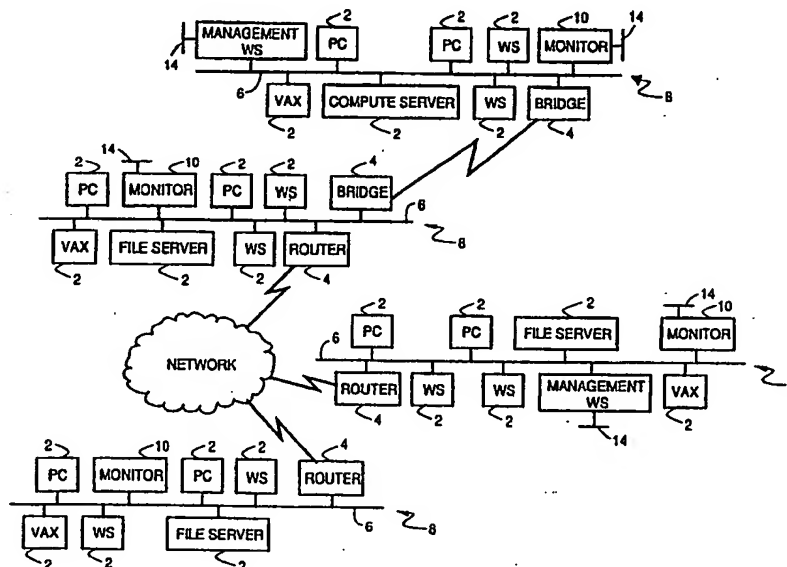 2 2 2 10 14
MANAGEMENT WS PC PC WS MONITOR
14 6 8
VAX COMPUTE SERVER WS BRIDGE
2 2 2 4
14
2 10 2 2 4
PC MONITOR PC WS BRIDGE
6
8
VAX FILE SERVER WS ROUTER
2 2 2 4
NETWORK
2 2 2 14 10
PC PC FILE SERVER MONITOR
6
ROUTER WS WS MANAGEMENT WS VAX
4 2 2 14 2
2 10 2 2 4
PC MONITOR PC WS ROUTER
6 8
VAX WS FILE SERVER
2 2 2